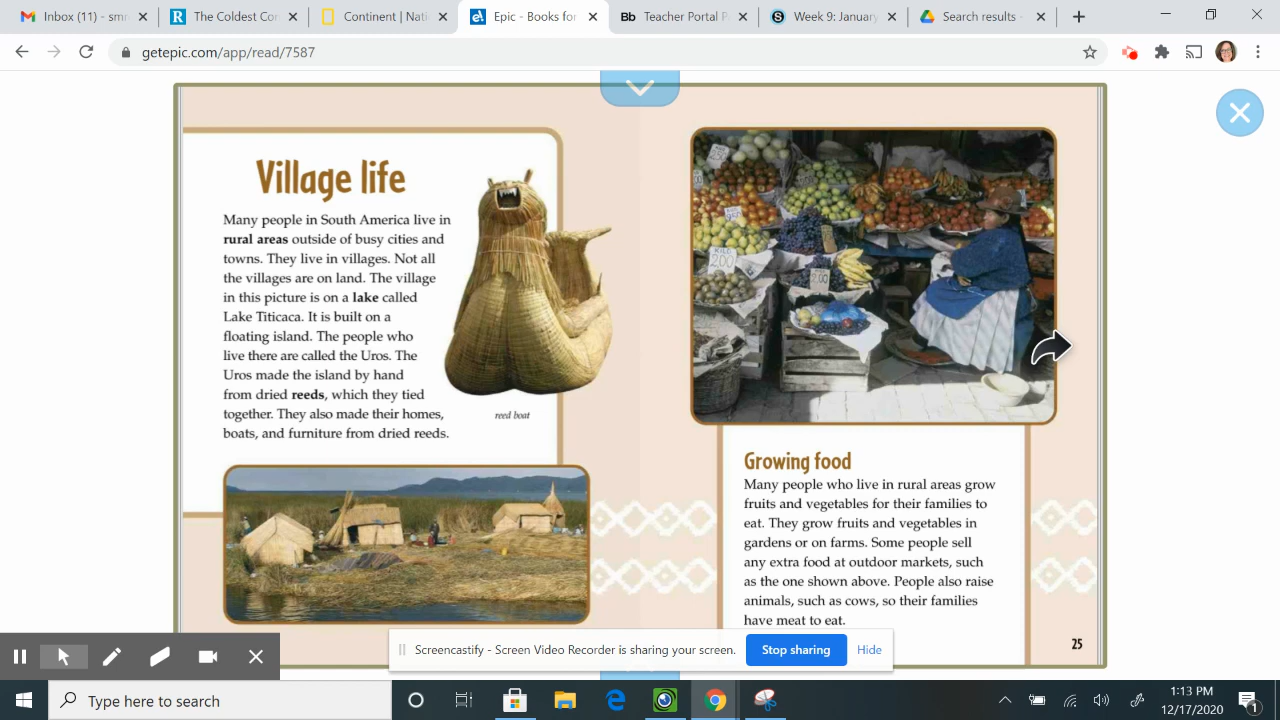 Inbox (11) - smr
The Coldest Cor
Continent | Nati
Epic - Books for
Bb
Teacher Portal P
Week 9: January
Search results -
getepic.com/app/read/7587
Village life
Many people in South America live in
rural areas outside of busy cities and
towns. They live in villages. Not all
the villages are on land. The village
in this picture is on a lake called
Lake Titicaca. It is built on a
floating island. The people who
live there are called the Uros. The
Uros made the island by hand
from dried reeds, which they tied
together. They also made their homes,
boats, and furniture from dried reeds.
reed boat
Growing food
Many people who live in rural areas grow
fruits and vegetables for their families to
eat. They grow fruits and vegetables in
gardens or on farms. Some people sell
any extra food at outdoor markets, such
as the one shown above. People also raise
animals, such as cows, so their families
have meat to eat.
25
Screencastify - Screen Video Recorder is sharing your screen.
Stop sharing
Hide
Type here to search
1:13 PM
12/17/2020
1